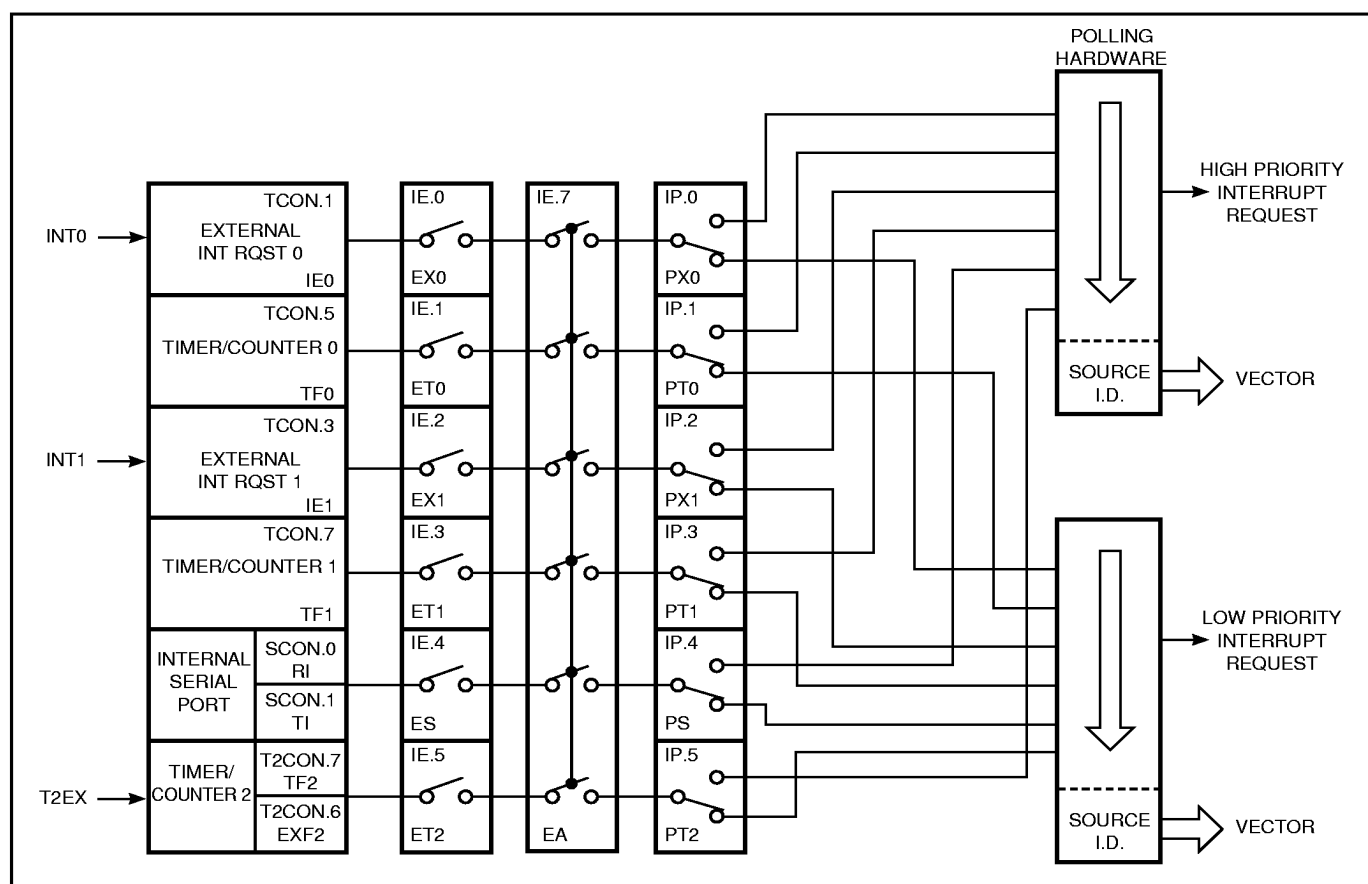 POLLING
HARDWARE
HIGH PRIORITY
INTERRUPT
REQUEST
SOURCE
I.D.
VECTOR
INT0
TCON.1
EXTERNAL
INT RQST 0
IE0
IE.0
EX0
IE.7
IP.0
PX0
TCON.5
TIMER/COUNTER 0
TF0
IE.1
ET0
IP.1
PT0
INT1
TCON.3
EXTERNAL
INT RQST 1
IE1
IE.2
EX1
IP.2
PX1
TCON.7
TIMER/COUNTER 1
TF1
IE.3
ET1
IP.3
PT1
INTERNAL
SERIAL
PORT
SCON.0
RI
SCON.1
TI
IE.4
ES
IP.4
PS
T2EX
TIMER/
COUNTER 2
T2CON.7
TF2
T2CON.6
EXF2
IE.5
ET2
EA
IP.5
PT2
LOW PRIORITY
INTERRUPT
REQUEST
SOURCE
I.D.
VECTOR